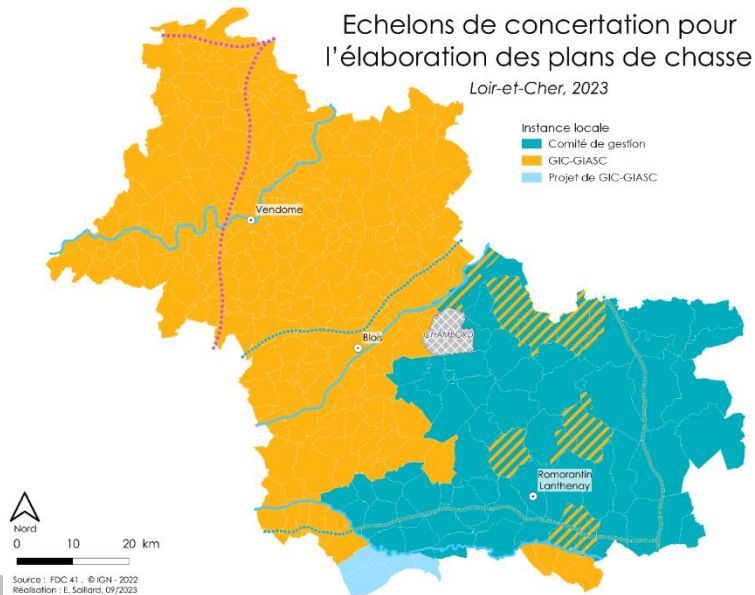 Echelons de concertation pour
l'élaboration des plans de chasse
Loir-et-Cher, 2023
Instance locale
Comité de gestion
GIC-GIASC
Projet de GIC-GIASC
Vendome
CHAMBORD
Blois
Romorantin
Lanthenay
Nord
0 10 20 km
Source : FDC 41 , © IGN - 2022
Réalisation : E. Saillard, 09/2023